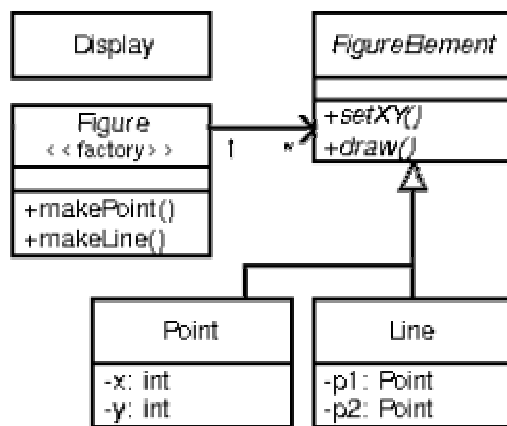 Display
FigureElement
+setXY()
+draw()
Figure
<<factory>>
1
*
+makePoint()
+makeLine()
Point
-x: int
-y: int
Line
-p1: Point
-p2: Point